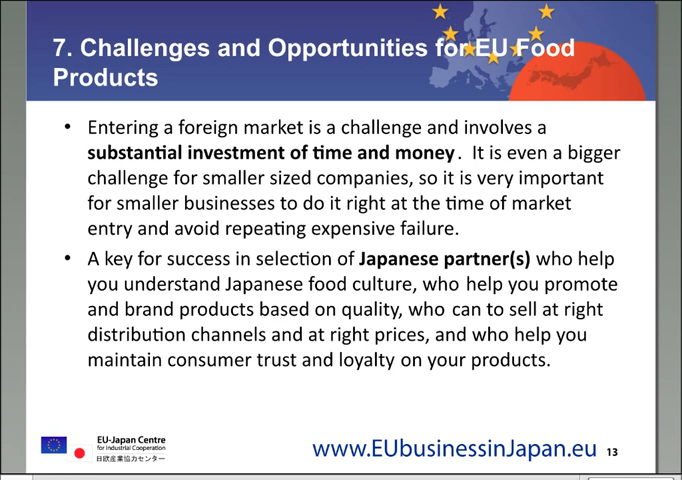 7. Challenges and Opportunities for EU Food
Products
• Entering a foreign market is a challenge and involves a
substantial investment of time and money. It is even a bigger
challenge for smaller sized companies, so it is very important
for smaller businesses to do it right at the time of market
entry and avoid repeating expensive failure.
• A key for success in selection of Japanese partner(s) who help
you understand Japanese food culture, who help you promote
and brand products based on quality, who can to sell at right
distribution channels and at right prices, and who help you
maintain consumer trust and loyalty on your products.
EU-Japan Centre
for Industrial Cooperation
日欧産業協力センター
www.EUbusinessinJapan.eu 13